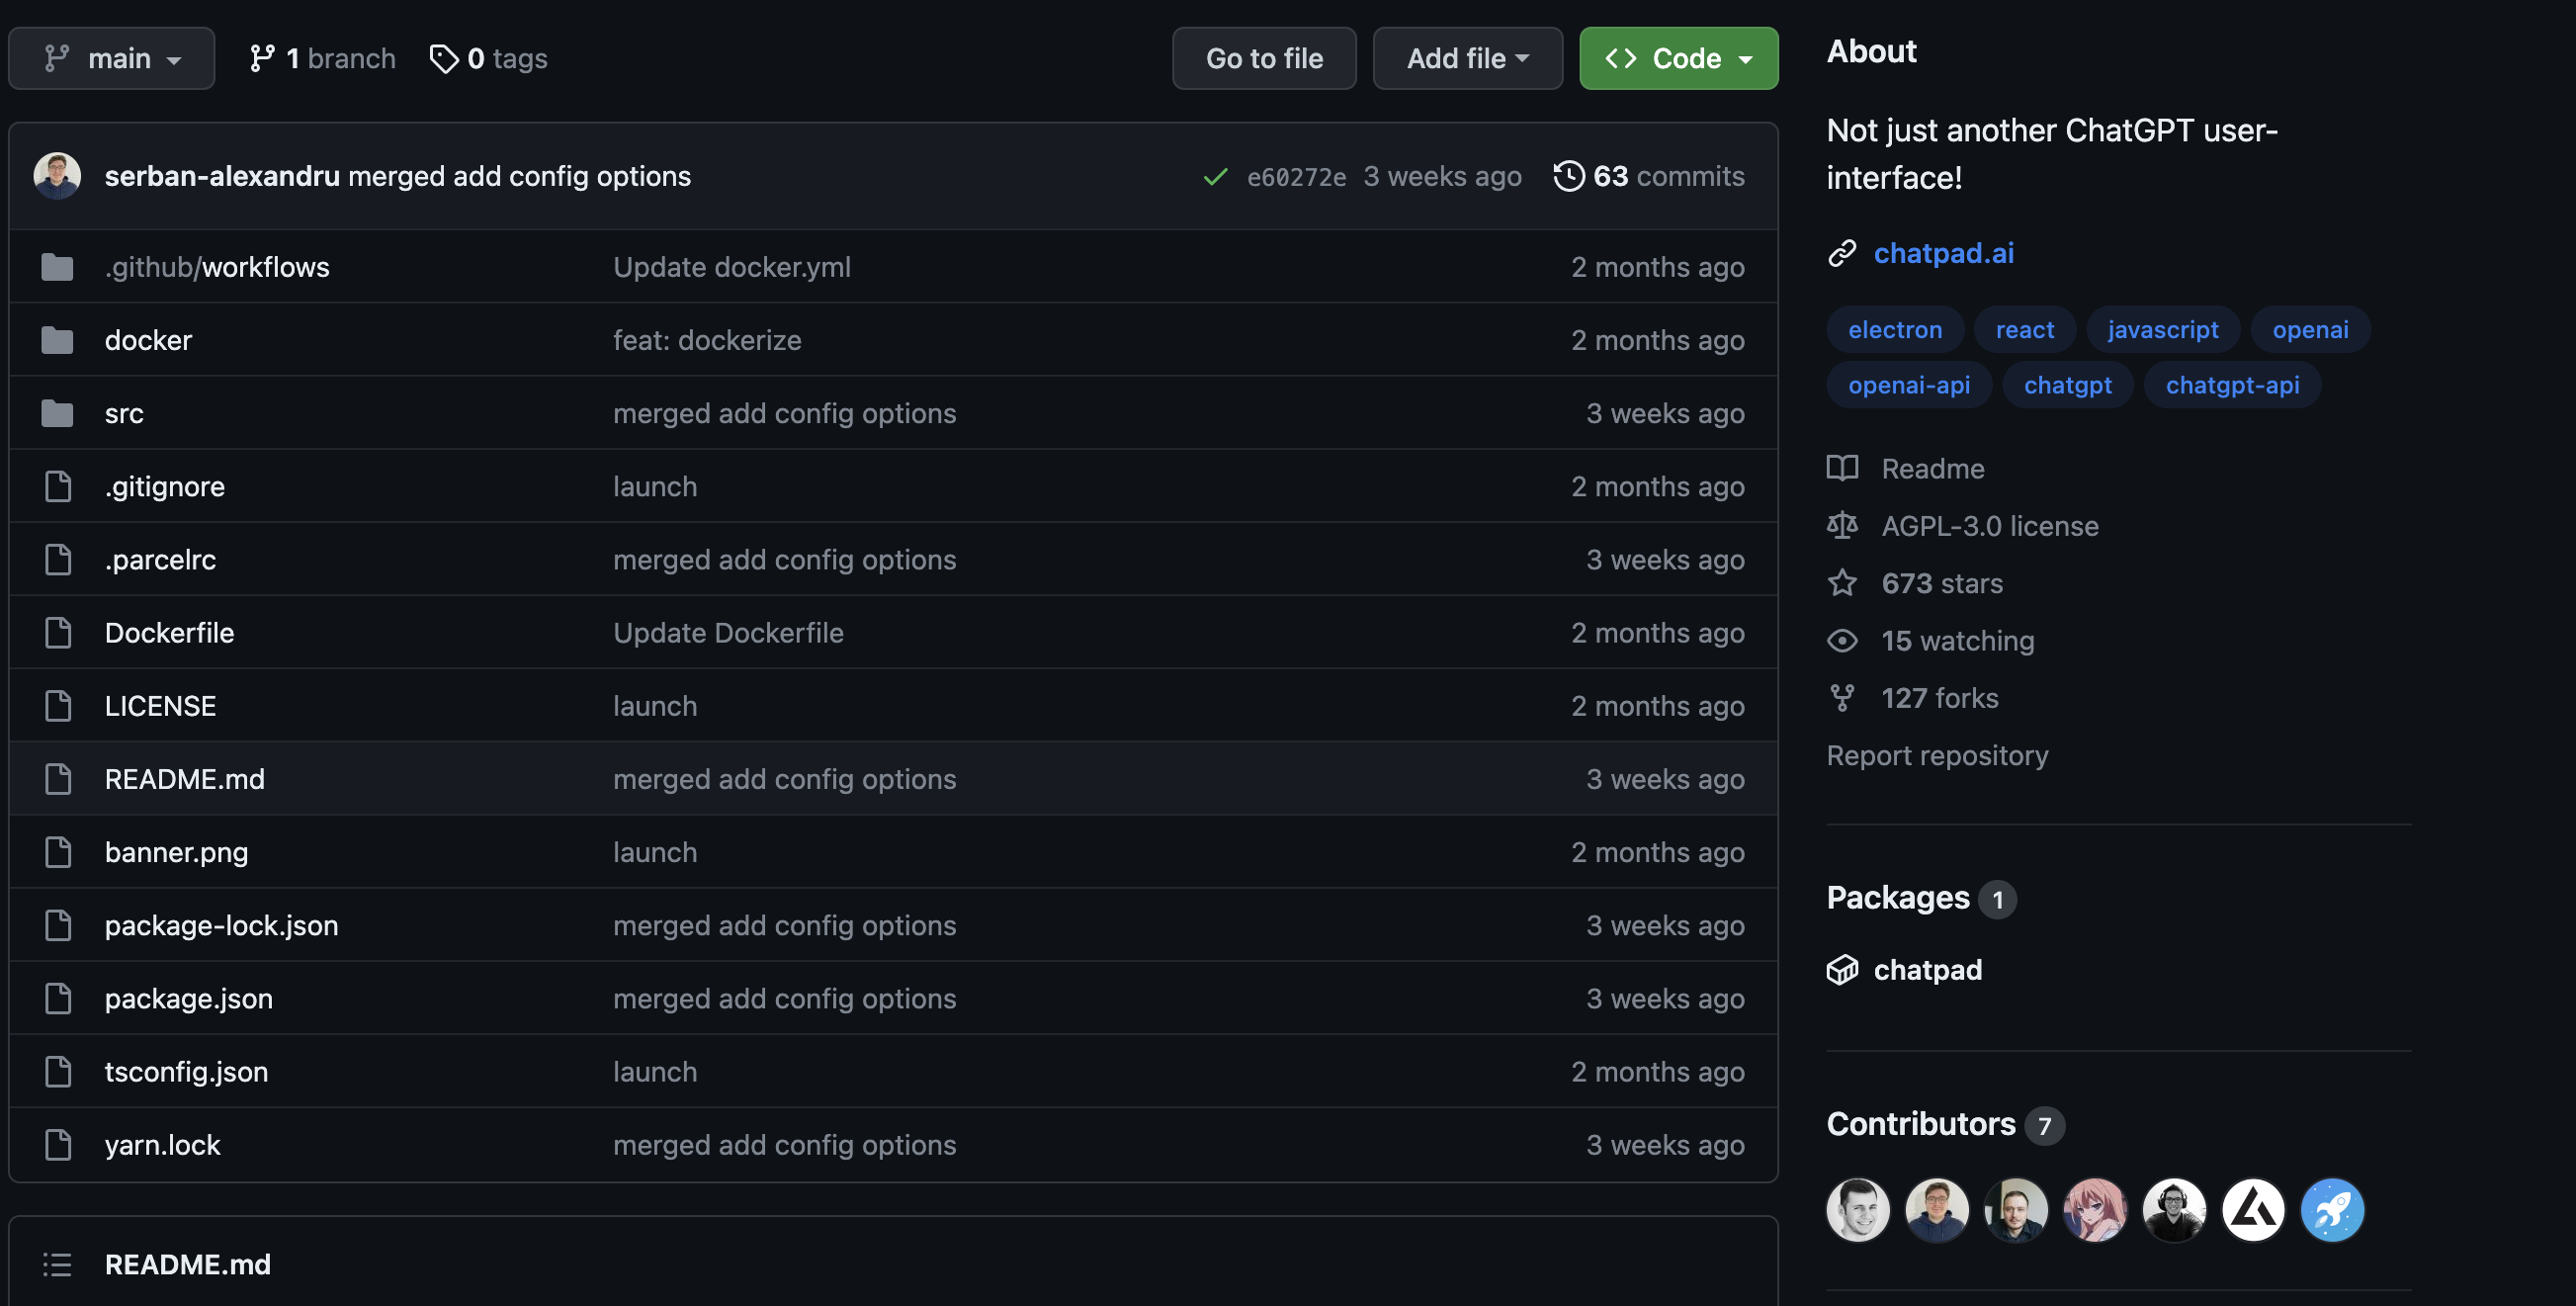 main 1 branch 0 tags Go to file Add file <> Code
serban-alexandru merged add config options e60272e 3 weeks ago 63 commits
.github/workflows Update docker.yml 2 months ago
docker feat: dockerize 2 months ago
src merged add config options 3 weeks ago
.gitignore launch 2 months ago
.parcelrc merged add config options 3 weeks ago
Dockerfile Update Dockerfile 2 months ago
LICENSE launch 2 months ago
README.md merged add config options 3 weeks ago
banner.png launch 2 months ago
package-lock.json merged add config options 3 weeks ago
package.json merged add config options 3 weeks ago
tsconfig.json launch 2 months ago
yarn.lock merged add config options 3 weeks ago
README.md
About
Not just another ChatGPT user-
interface!
chatpad.ai
electron react javascript openai
openai-api chatgpt chatgpt-api
Readme
AGPL-3.0 license
673 stars
15 watching
127 forks
Report repository
Packages 1
chatpad
Contributors 7